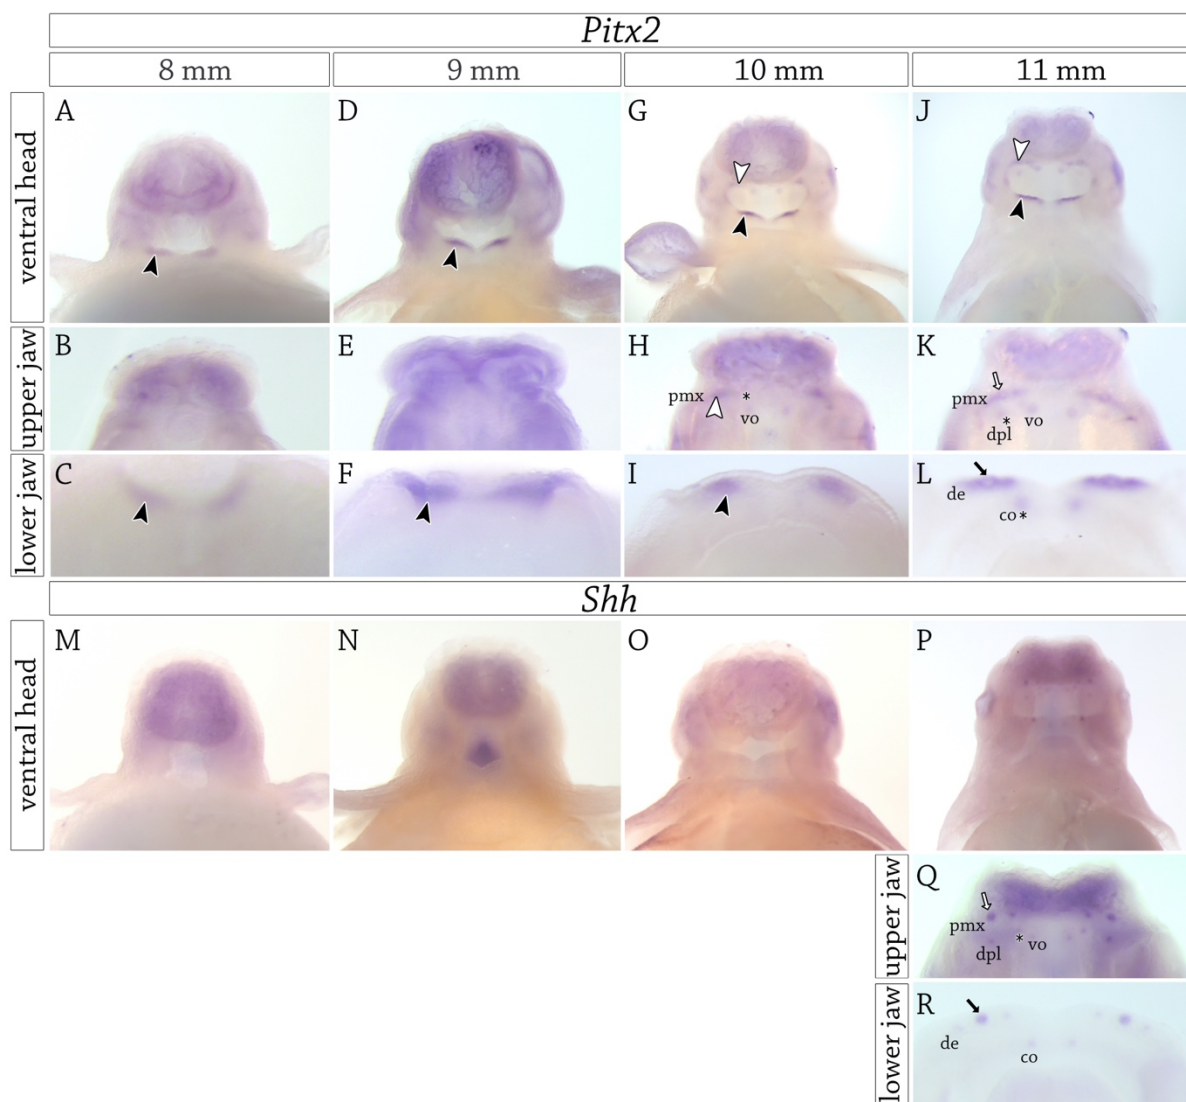 Pitx2
8 mm 9 mm 10 mm 11 mm
ventral head
A D G J
upper jaw
B E H K
pmx * vo
pmx * dpl vo
lower jaw
C F I L
de co *
Shh
ventral head
M N O P
upper jaw
Q
pmx * vo
dpl
lower jaw
R
de co